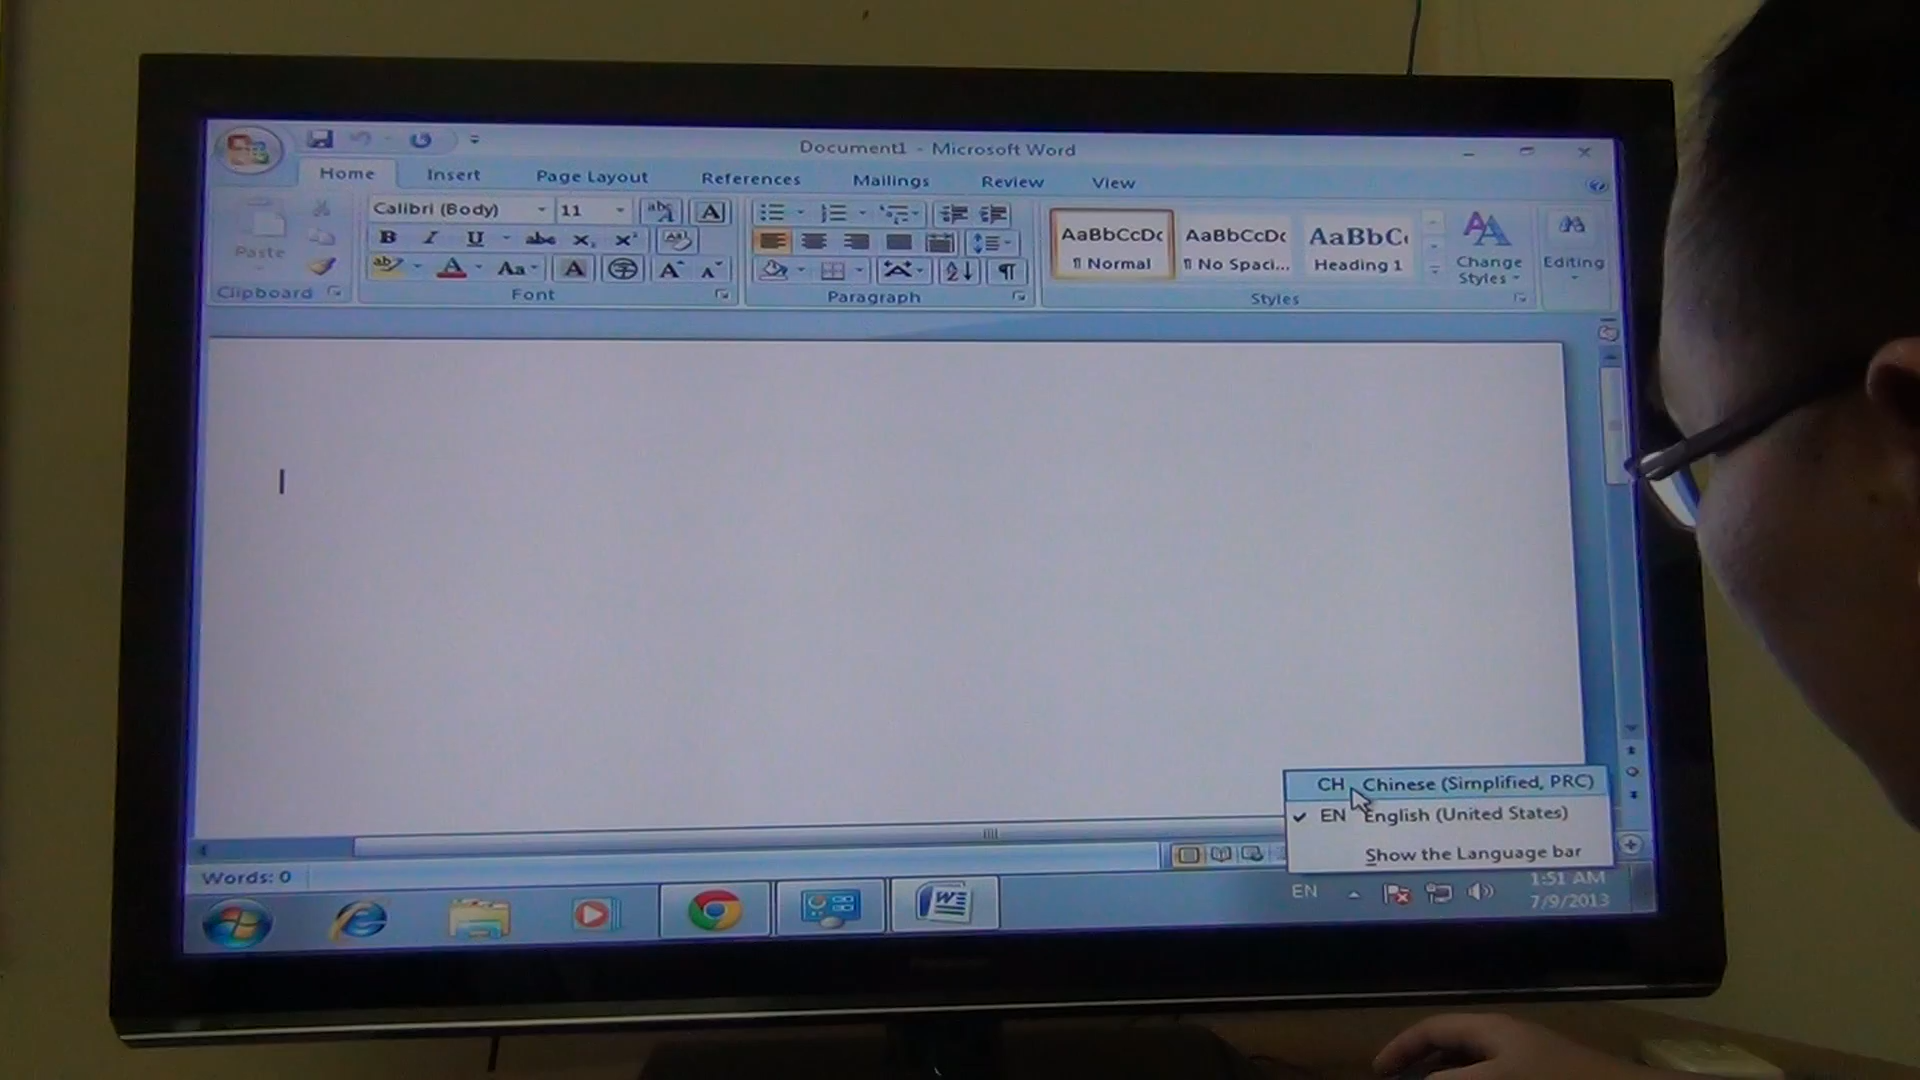 Document1 - Microsoft Word
Home Insert Page Layout References Mailings Review View
Calibri (Body) 11
Paste
Clipboard
Font
Paragraph
AaBbCcDc AaBbCcDc AaBbC
¶ Normal ¶ No Spaci... Heading 1
Change Styles
Editing
Styles
CH Chinese (Simplified, PRC)
EN English (United States)
Show the Language bar
Words: 0
EN
1:51 AM
7/9/2013